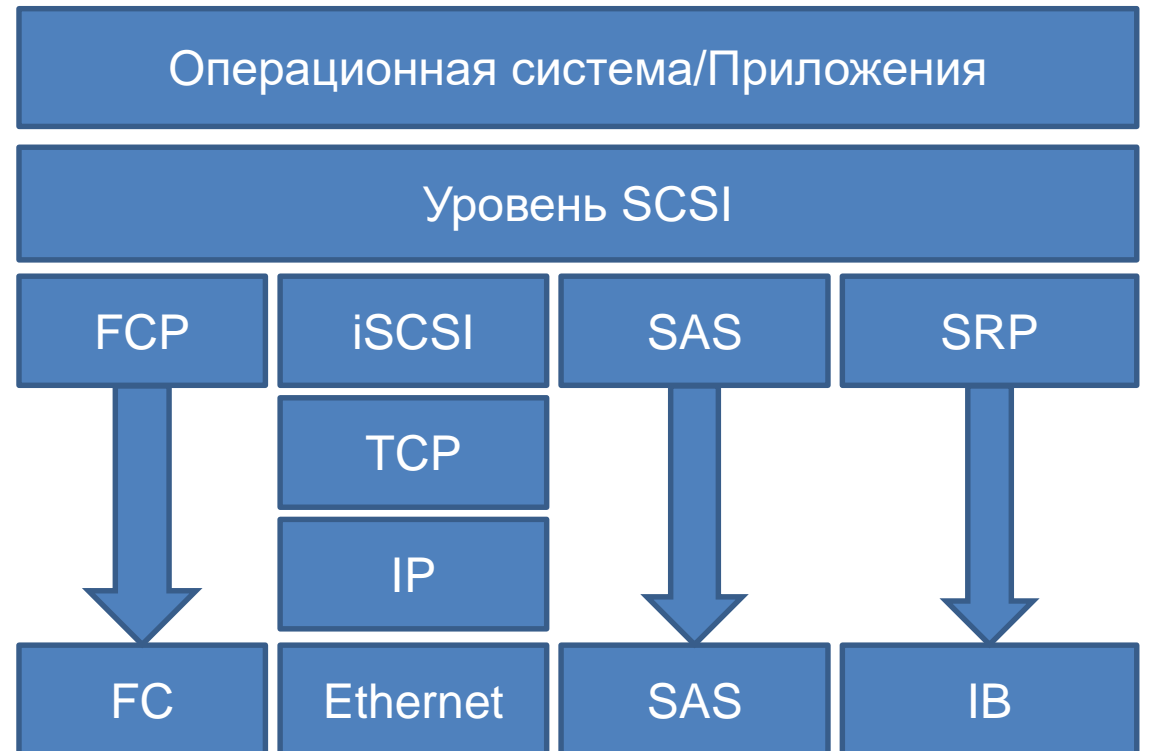 Операционная система/Приложения
Уровень SCSI
FCP
iSCSI
SAS
SRP
TCP
IP
FC
Ethernet
SAS
IB